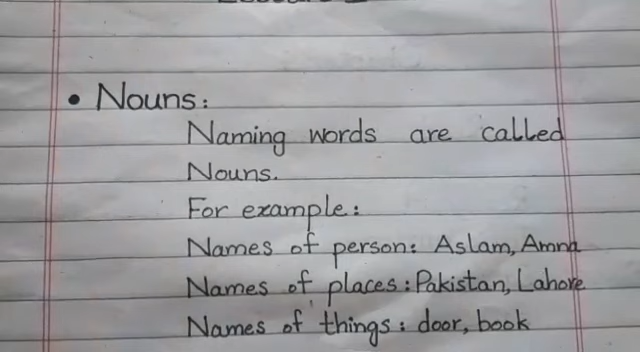 • Nouns:
Naming words are called
Nouns.
For example:
Names of person: Aslam, Amna
Names of places: Pakistan, Lahore
Names of things: door, book